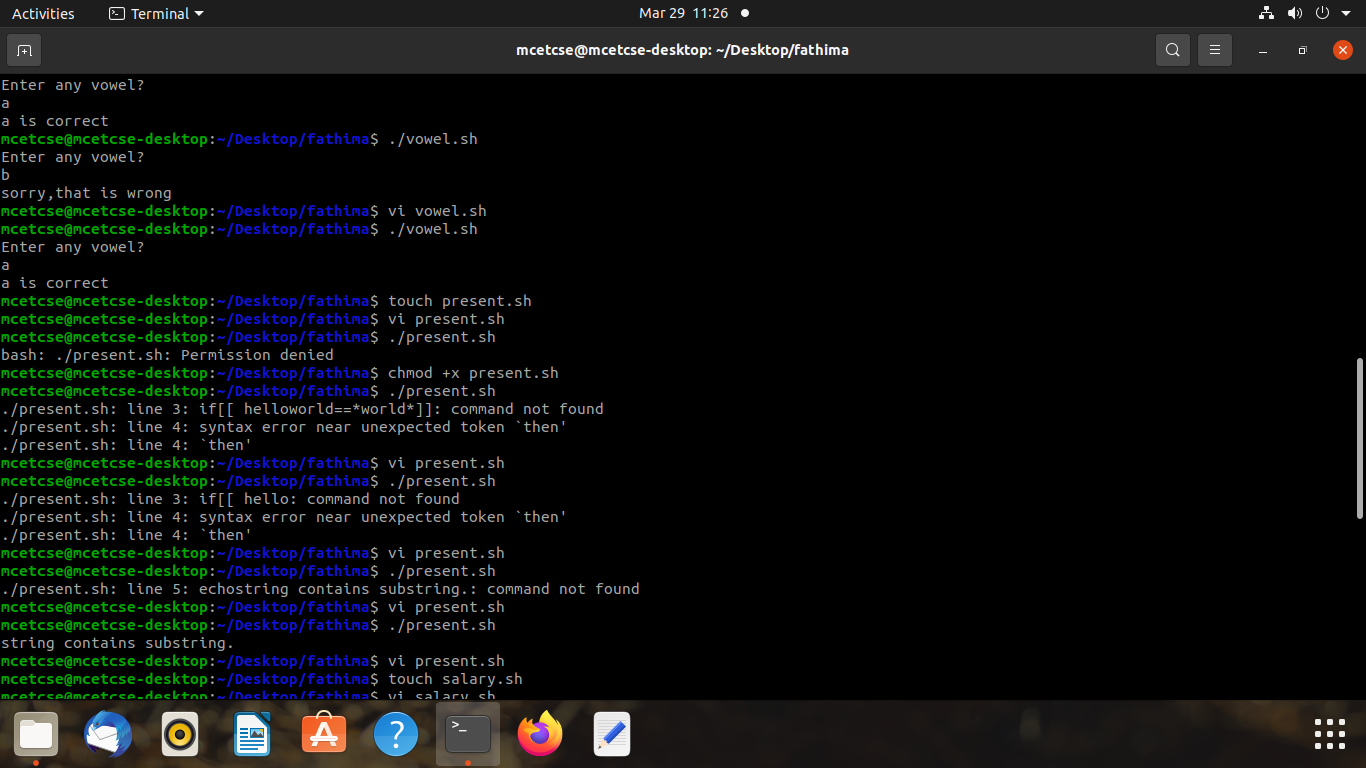 Activities
Terminal
Mar 29 11:26
mcetcse@mcetcse-desktop: ~/Desktop/fathima
Enter any vowel?
a
a is correct
mcetcse@mcetcse-desktop:~/Desktop/fathima$ ./vowel.sh
Enter any vowel?
b
sorry,that is wrong
mcetcse@mcetcse-desktop:~/Desktop/fathima$ vi vowel.sh
mcetcse@mcetcse-desktop:~/Desktop/fathima$ ./vowel.sh
Enter any vowel?
a
a is correct
mcetcse@mcetcse-desktop:~/Desktop/fathima$ touch present.sh
mcetcse@mcetcse-desktop:~/Desktop/fathima$ vi present.sh
mcetcse@mcetcse-desktop:~/Desktop/fathima$ ./present.sh
bash: ./present.sh: Permission denied
mcetcse@mcetcse-desktop:~/Desktop/fathima$ chmod +x present.sh
mcetcse@mcetcse-desktop:~/Desktop/fathima$ ./present.sh
./present.sh: line 3: if[[ helloworld==*world*]]: command not found
./present.sh: line 4: syntax error near unexpected token `then'
./present.sh: line 4: `then'
mcetcse@mcetcse-desktop:~/Desktop/fathima$ vi present.sh
mcetcse@mcetcse-desktop:~/Desktop/fathima$ ./present.sh
./present.sh: line 3: if[[ hello: command not found
./present.sh: line 4: syntax error near unexpected token `then'
./present.sh: line 4: `then'
mcetcse@mcetcse-desktop:~/Desktop/fathima$ vi present.sh
mcetcse@mcetcse-desktop:~/Desktop/fathima$ ./present.sh
./present.sh: line 5: echostring contains substring.: command not found
mcetcse@mcetcse-desktop:~/Desktop/fathima$ vi present.sh
mcetcse@mcetcse-desktop:~/Desktop/fathima$ ./present.sh
string contains substring.
mcetcse@mcetcse-desktop:~/Desktop/fathima$ vi present.sh
mcetcse@mcetcse-desktop:~/Desktop/fathima$ touch salary.sh
mcetcse@mcetcse-desktop:~/Desktop/fathima$ vi salary.sh